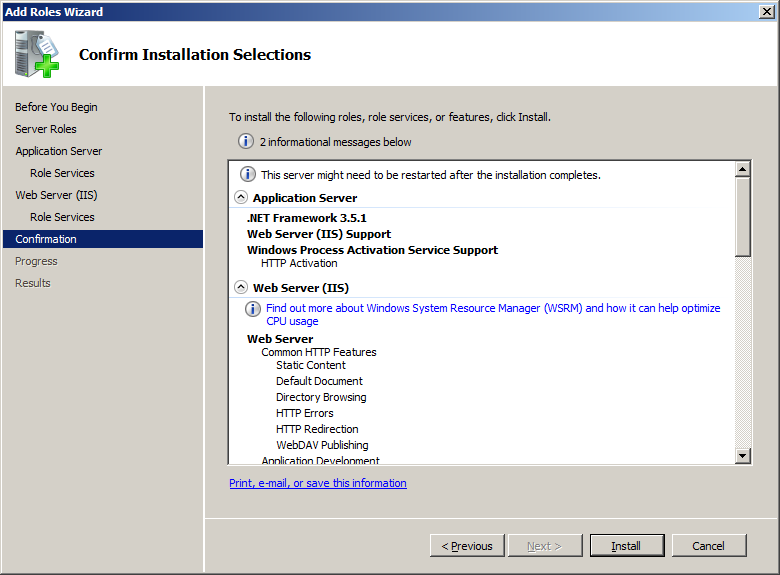 Add Roles Wizard
Confirm Installation Selections
Before You Begin
Server Roles
Application Server
Role Services
Web Server (IIS)
Role Services
Confirmation
Progress
Results
To install the following roles, role services, or features, click Install.
2 informational messages below
This server might need to be restarted after the installation completes.
Application Server
.NET Framework 3.5.1
Web Server (IIS) Support
Windows Process Activation Service Support
HTTP Activation
Web Server (IIS)
Find out more about Windows System Resource Manager (WSRM) and how it can help optimize
CPU usage
Web Server
Common HTTP Features
Static Content
Default Document
Directory Browsing
HTTP Errors
HTTP Redirection
WebDAV Publishing
Application Development
Print, e-mail, or save this information
< Previous
Next >
Install
Cancel